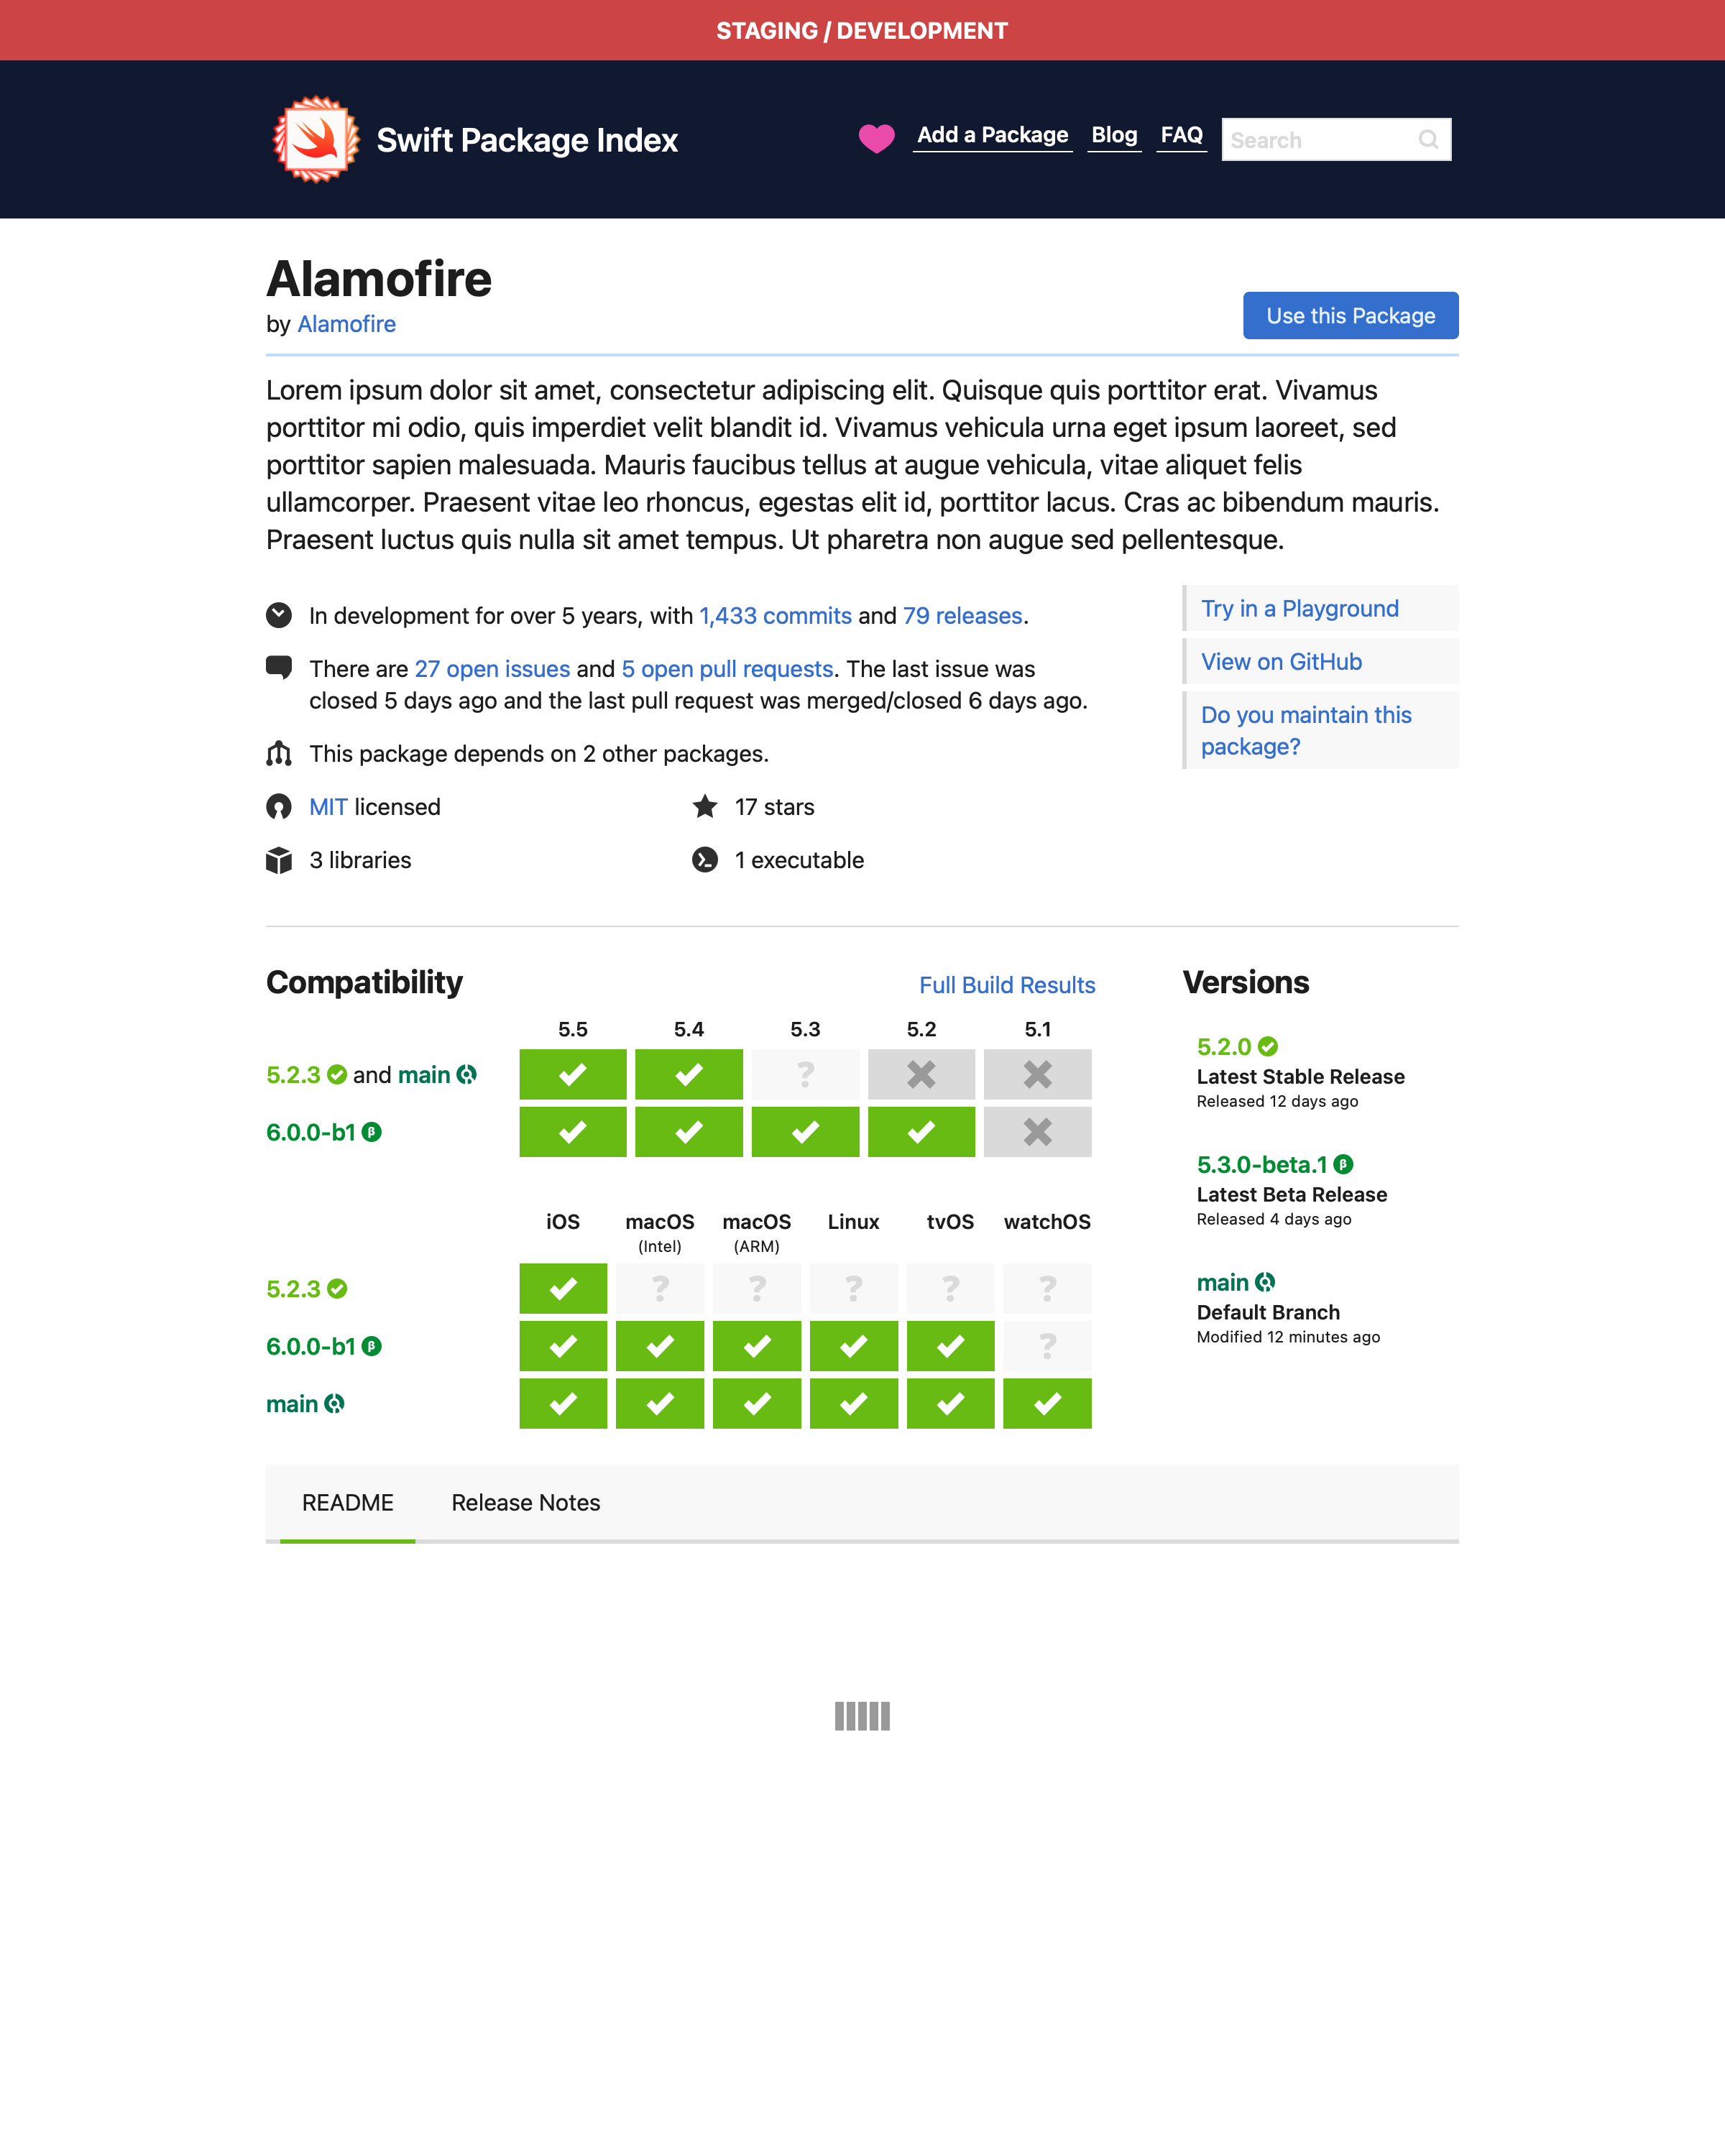 STAGING / DEVELOPMENT
Swift Package Index
Add a Package Blog FAQ Search
Alamofire
by Alamofire
Use this Package
Lorem ipsum dolor sit amet, consectetur adipiscing elit. Quisque quis porttitor erat. Vivamus
porttitor mi odio, quis imperdiet velit blandit id. Vivamus vehicula urna eget ipsum laoreet, sed
porttitor sapien malesuada. Mauris faucibus tellus at augue vehicula, vitae aliquet felis
ullamcorper. Praesent vitae leo rhoncus, egestas elit id, porttitor lacus. Cras ac bibendum mauris.
Praesent luctus quis nulla sit amet tempus. Ut pharetra non augue sed pellentesque.
In development for over 5 years, with 1,433 commits and 79 releases.
There are 27 open issues and 5 open pull requests. The last issue was
closed 5 days ago and the last pull request was merged/closed 6 days ago.
This package depends on 2 other packages.
MIT licensed
17 stars
3 libraries
1 executable
Try in a Playground
View on GitHub
Do you maintain this
package?
Compatibility
Full Build Results
5.5 5.4 5.3 5.2 5.1
5.2.3 and main ?
6.0.0-b1 β
iOS macOS macOS Linux tvOS watchOS
(Intel) (ARM)
5.2.3 ? ? ? ? ?
6.0.0-b1 β ?
main
Versions
5.2.0
Latest Stable Release
Released 12 days ago
5.3.0-beta.1 β
Latest Beta Release
Released 4 days ago
main
Default Branch
Modified 12 minutes ago
README Release Notes